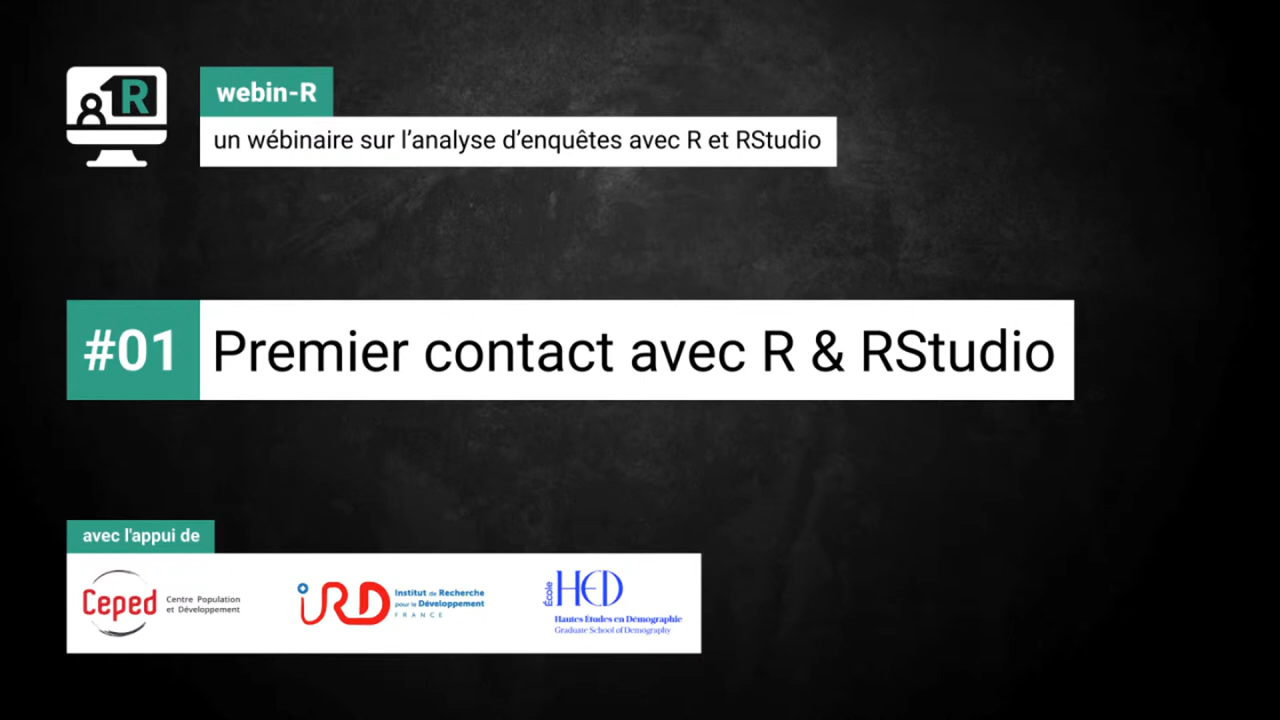 R
webin-R
un wébinaire sur l’analyse d’enquêtes avec R et RStudio
#01 Premier contact avec R & RStudio
avec l'appui de
Ceped
Centre Population
et Développement
iRD
Institut de Recherche
pour le Développement
FRANCE
École HED
Hautes Études en Démographie
Graduate School of Demography